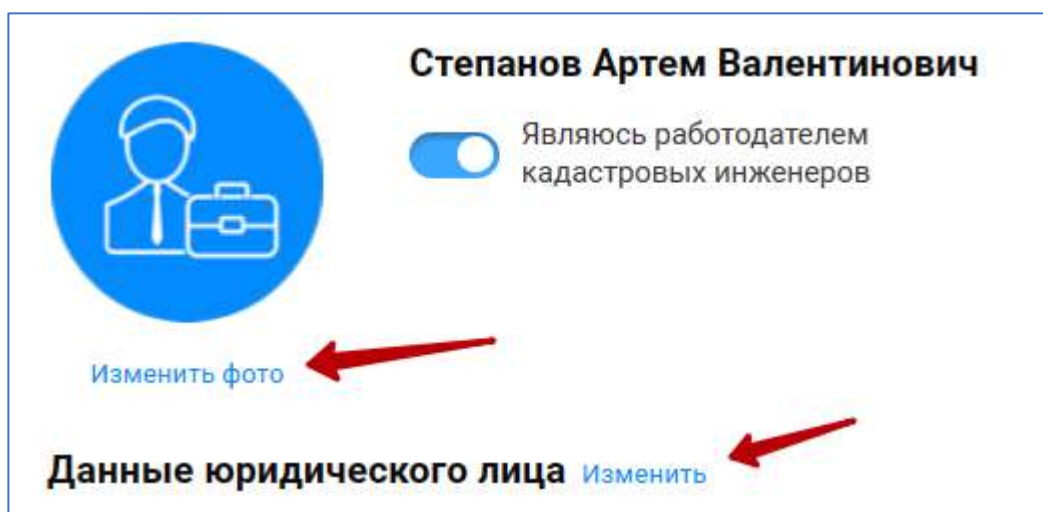 Степанов Артем Валентинович
Являюсь работодателем
кадастровых инженеров
Изменить фото
Данные юридического лица Изменить